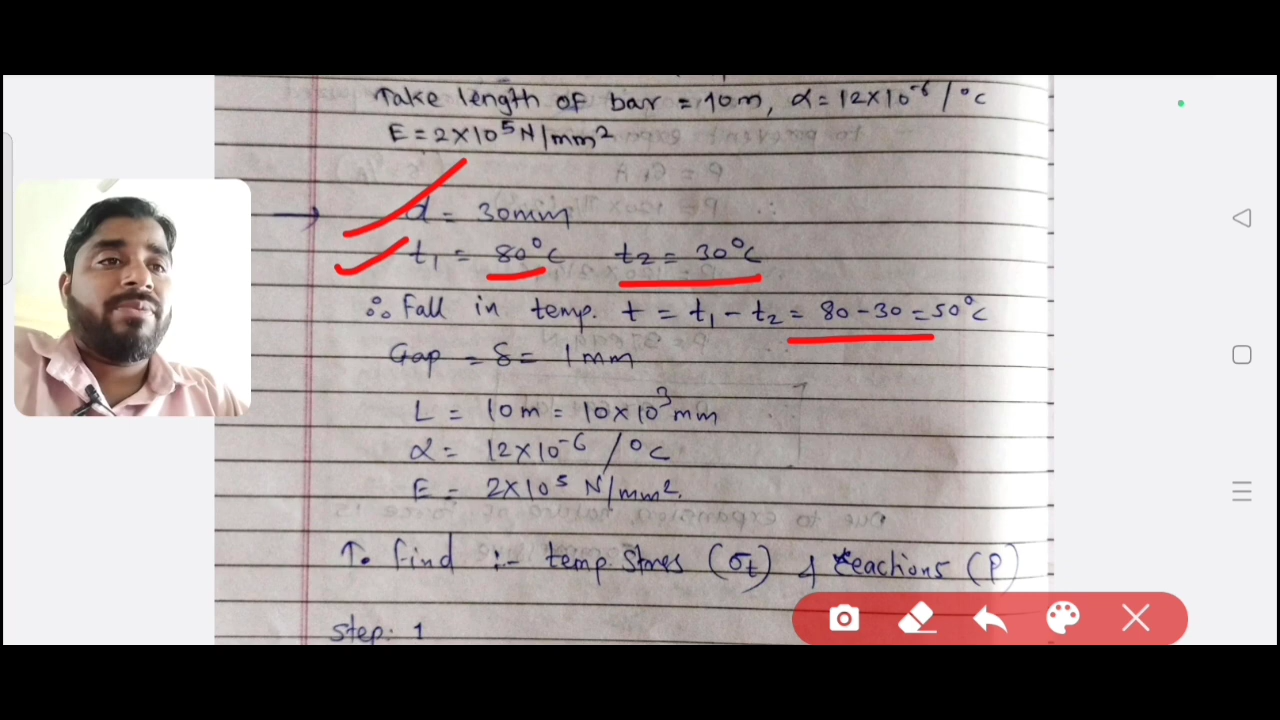 Take length of bar = 10m, α = 12×10⁻⁶ / °c
E = 2×10⁵ N/mm²
→ d = 30mm
t₁ = 80°c t₂ = 30°c
∴ Fall in temp. t = t₁ - t₂ = 80 - 30 = 50°c
Gap = δ = 1mm
L = 10m = 10×10³mm
α = 12×10⁻⁶ / °c
E = 2×10⁵ N/mm².
To find :- temp. stress (σt) & reactions (P)
step: 1